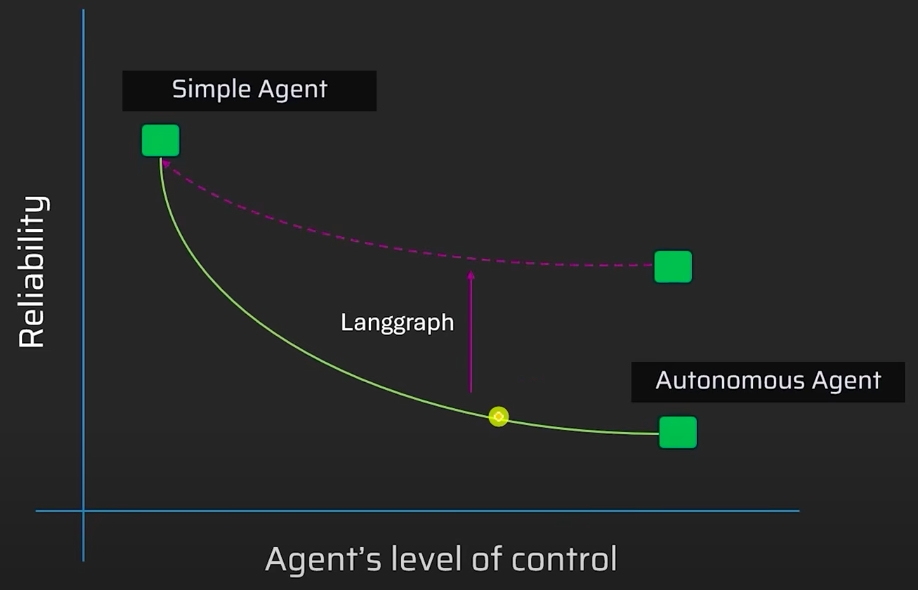 Simple Agent
Reliability
Langgraph
Autonomous Agent
Agent's level of control